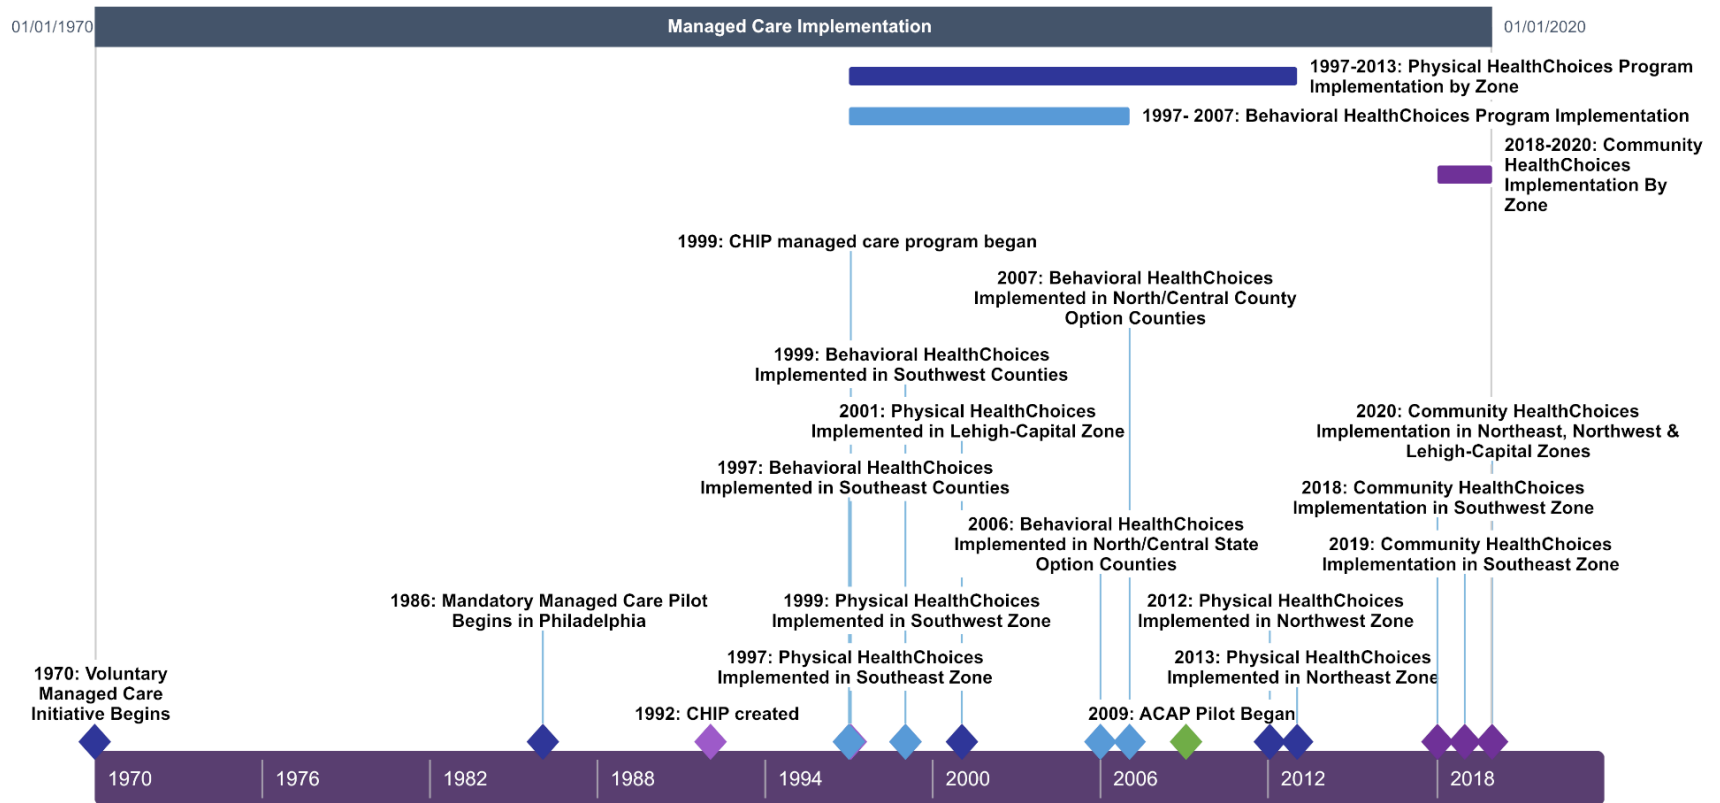 01/01/1970
Managed Care Implementation
01/01/2020
1997-2013: Physical HealthChoices Program
Implementation by Zone
1997- 2007: Behavioral HealthChoices Program Implementation
2018-2020: Community
HealthChoices
Implementation By
Zone
1999: CHIP managed care program began
2007: Behavioral HealthChoices
Implemented in North/Central County
Option Counties
1999: Behavioral HealthChoices
Implemented in Southwest Counties
2001: Physical HealthChoices
Implemented in Lehigh-Capital Zone
2020: Community HealthChoices
Implementation in Northeast, Northwest &
Lehigh-Capital Zones
1997: Behavioral HealthChoices
Implemented in Southeast Counties
2018: Community HealthChoices
Implementation in Southwest Zone
2006: Behavioral HealthChoices
Implemented in North/Central State
Option Counties
2019: Community HealthChoices
Implementation in Southeast Zone
1986: Mandatory Managed Care Pilot
Begins in Philadelphia
1999: Physical HealthChoices
Implemented in Southwest Zone
2012: Physical HealthChoices
Implemented in Northwest Zone
1970: Voluntary
Managed Care
Initiative Begins
1997: Physical HealthChoices
Implemented in Southeast Zone
2013: Physical HealthChoices
Implemented in Northeast Zone
1992: CHIP created
2009: ACAP Pilot Began
1970
1976
1982
1988
1994
2000
2006
2012
2018